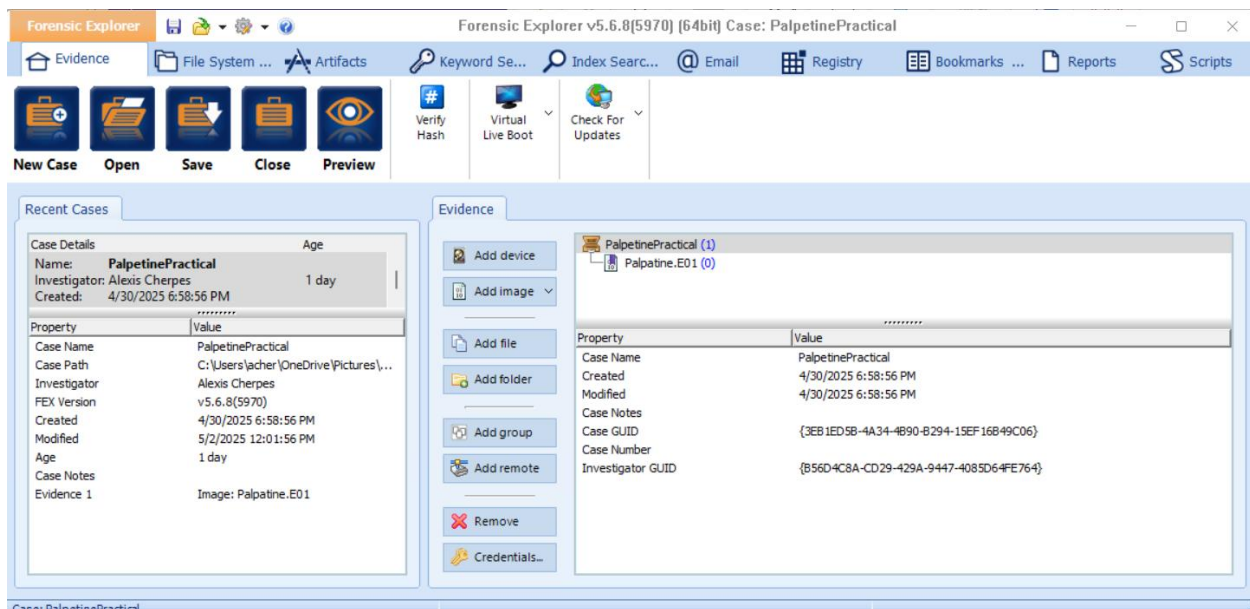 Forensic Explorer
Forensic Explorer v5.6.8(5970) (64bit) Case: PalpetinePractical
Evidence
File System ...
Artifacts
Keyword Se...
Index Searc...
Email
Registry
Bookmarks ...
Reports
Scripts
New Case
Open
Save
Close
Preview
Verify
Hash
Virtual
Live Boot
Check For
Updates
Recent Cases
Case Details Age
Name: PalpetinePractical
Investigator: Alexis Cherpes 1 day
Created: 4/30/2025 6:58:56 PM
Property Value
Case Name PalpetinePractical
Case Path C:\Users\acher\OneDrive\Pictures\...
Investigator Alexis Cherpes
FEX Version v5.6.8(5970)
Created 4/30/2025 6:58:56 PM
Modified 5/2/2025 12:01:56 PM
Age 1 day
Case Notes
Evidence 1 Image: Palpatine.E01
Evidence
Add device
Add image
Add file
Add folder
Add group
Add remote
Remove
Credentials...
PalpetinePractical (1)
Palpatine.E01 (0)
Property Value
Case Name PalpetinePractical
Created 4/30/2025 6:58:56 PM
Modified 4/30/2025 6:58:56 PM
Case Notes
Case GUID {3EB1ED5B-4A34-4B90-B294-15EF16B49C06}
Case Number
Investigator GUID {B56D4C8A-CD29-429A-9447-4085D64FE764}
Case: PalpetinePractical